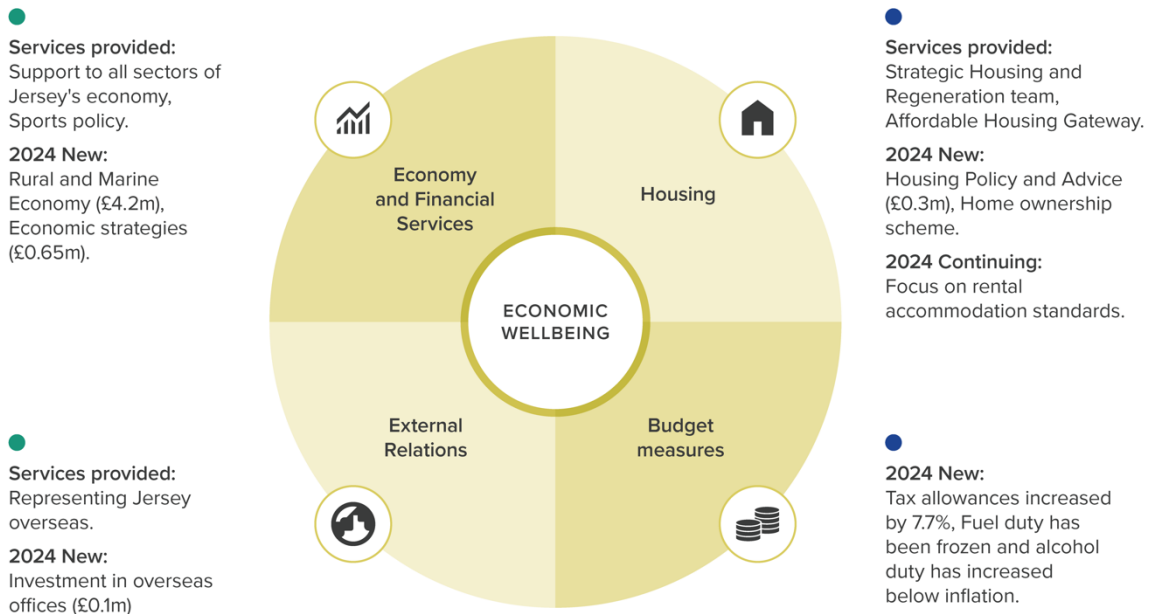 Services provided:
Support to all sectors of
Jersey's economy,
Sports policy.
2024 New:
Rural and Marine
Economy (£4.2m),
Economic strategies
(£0.65m).
Economy
and Financial
Services
Housing
Services provided:
Strategic Housing and
Regeneration team,
Affordable Housing Gateway.
2024 New:
Housing Policy and Advice
(£0.3m), Home ownership
scheme.
2024 Continuing:
Focus on rental
accommodation standards.
ECONOMIC
WELLBEING
Services provided:
Representing Jersey
overseas.
2024 New:
Investment in overseas
offices (£0.1m)
External
Relations
Budget
measures
2024 New:
Tax allowances increased
by 7.7%, Fuel duty has
been frozen and alcohol
duty has increased
below inflation.